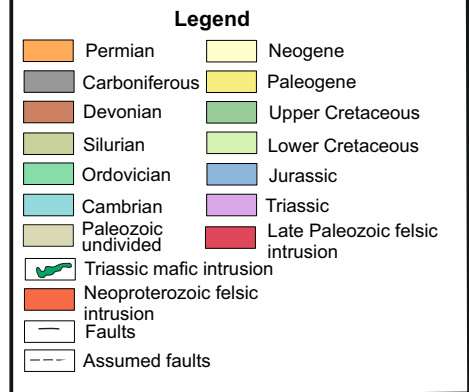 Legend
Permian
Carboniferous
Devonian
Silurian
Ordovician
Cambrian
Paleozoic
undivided
Triassic mafic intrusion
Neoproterozoic felsic
intrusion
Faults
Assumed faults
Neogene
Paleogene
Upper Cretaceous
Lower Cretaceous
Jurassic
Triassic
Late Paleozoic felsic
intrusion